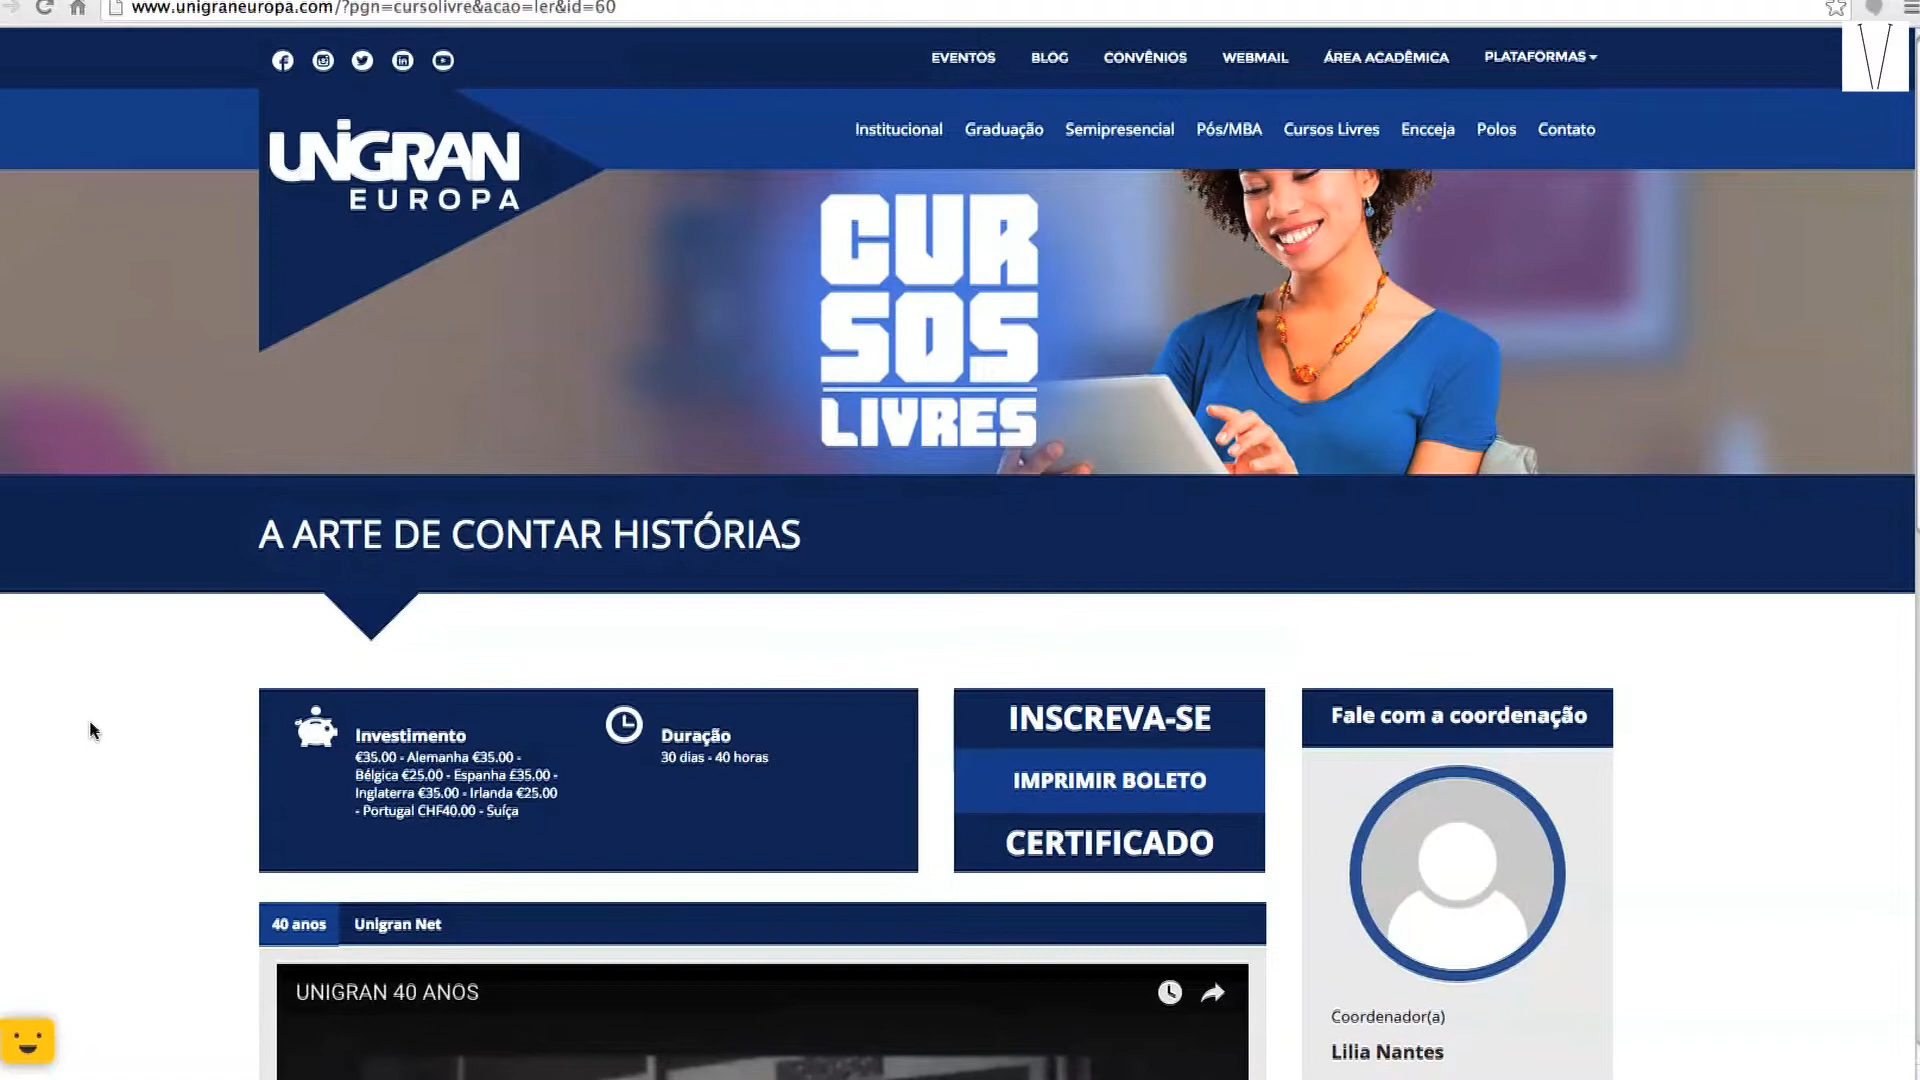 www.unigraneuropa.com/?pgn=cursolivre&acao=ler&id=60
EVENTOS BLOG CONVÊNIOS WEBMAIL ÁREA ACADÊMICA PLATAFORMAS
V
Institucional Graduação Semipresencial Pós/MBA Cursos Livres Encceja Polos Contato
UNIGRAN
EUROPA
CUR
SOS
LIVRES
A ARTE DE CONTAR HISTÓRIAS
Investimento
€35.00 - Alemanha €35.00 -
Bélgica €25.00 - Espanha £35.00 -
Inglaterra €35.00 - Irlanda €25.00
- Portugal CHF40.00 - Suíça
Duração
30 dias - 40 horas
INSCREVA-SE
IMPRIMIR BOLETO
CERTIFICADO
Fale com a coordenação
40 anos Unigran Net
UNIGRAN 40 ANOS
Coordenador(a)
Lilia Nantes